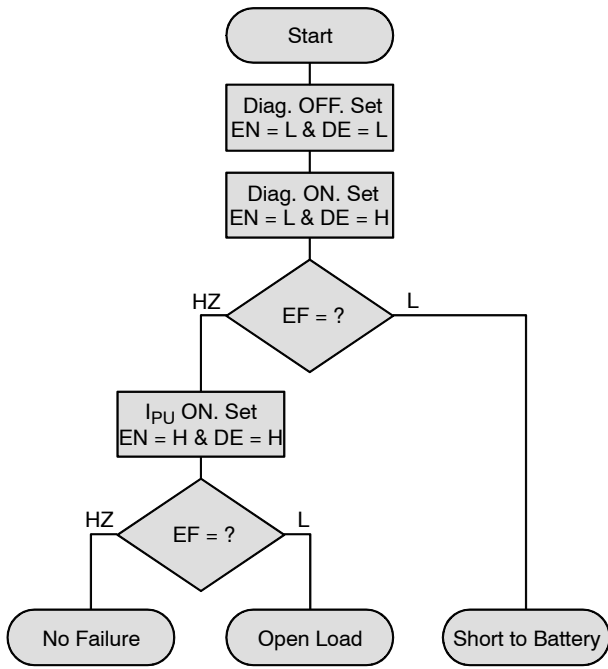 Start
Diag. OFF. Set
EN = L & DE = L
Diag. ON. Set
EN = L & DE = H
HZ
L
EF = ?
IPU ON. Set
EN = H & DE = H
HZ
L
EF = ?
No Failure
Open Load
Short to Battery